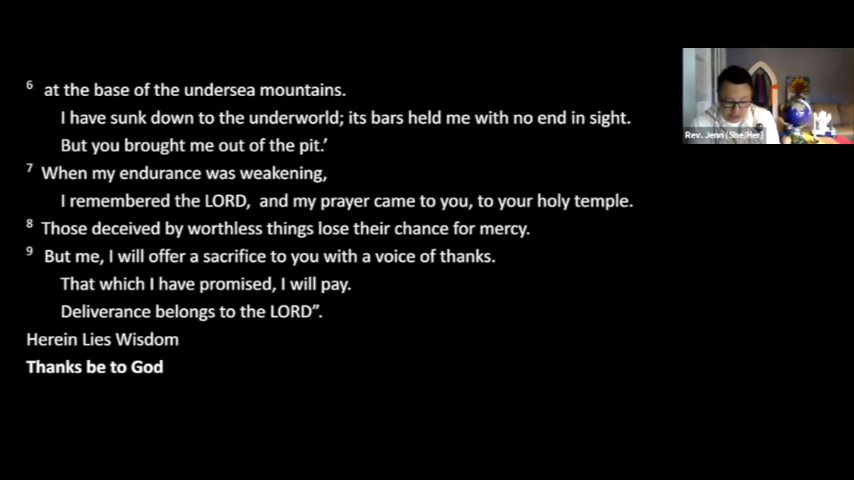 6 at the base of the undersea mountains.
I have sunk down to the underworld; its bars held me with no end in sight.
But you brought me out of the pit.’
7 When my endurance was weakening,
I remembered the LORD, and my prayer came to you, to your holy temple.
8 Those deceived by worthless things lose their chance for mercy.
9 But me, I will offer a sacrifice to you with a voice of thanks.
That which I have promised, I will pay.
Deliverance belongs to the LORD”.
Herein Lies Wisdom
Thanks be to God
Rev. Jenn (She/Her)